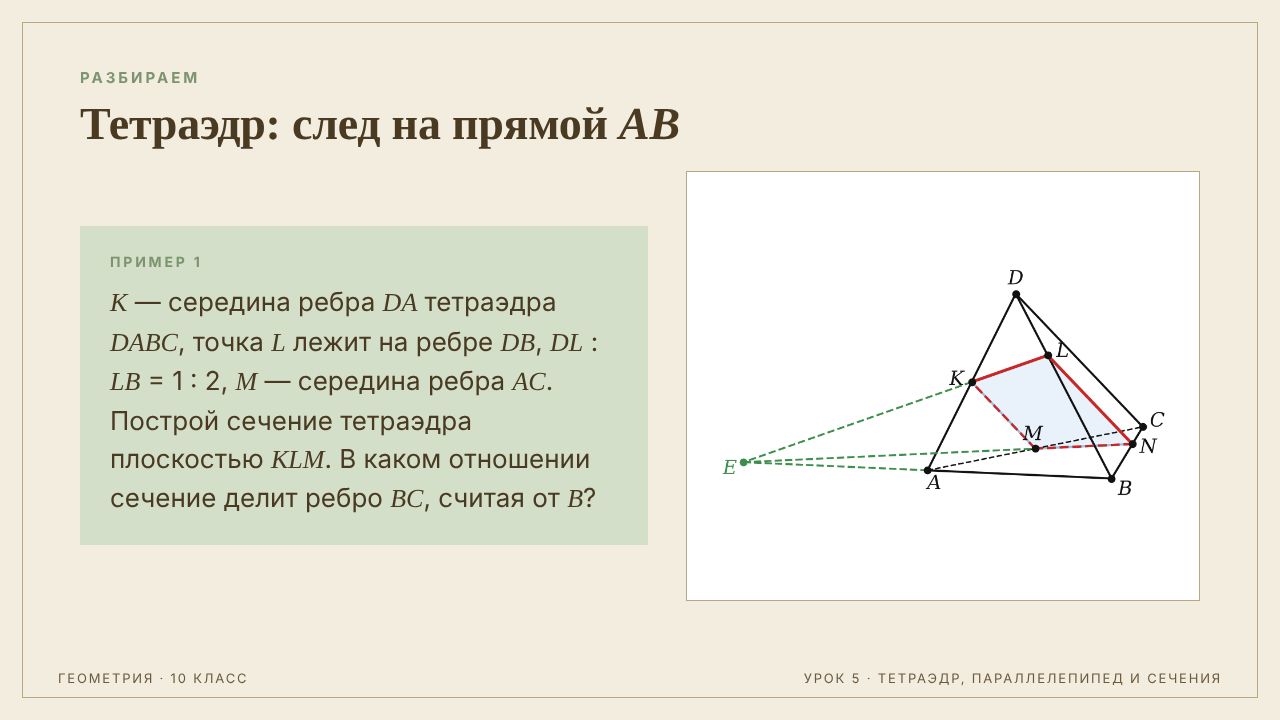 РАЗБИРАЕМ
Тетраэдр: след на прямой AB
ПРИМЕР 1
K — середина ребра DA тетраэдра
DABC, точка L лежит на ребре DB, DL :
LB = 1 : 2, M — середина ребра AC.
Построй сечение тетраэдра
плоскостью KLM. В каком отношении
сечение делит ребро BC, считая от B?
D
L
K
C
M
N
E
A
B
ГЕОМЕТРИЯ · 10 КЛАСС
УРОК 5 · ТЕТРАЭДР, ПАРАЛЛЕЛЕПИПЕД И СЕЧЕНИЯ